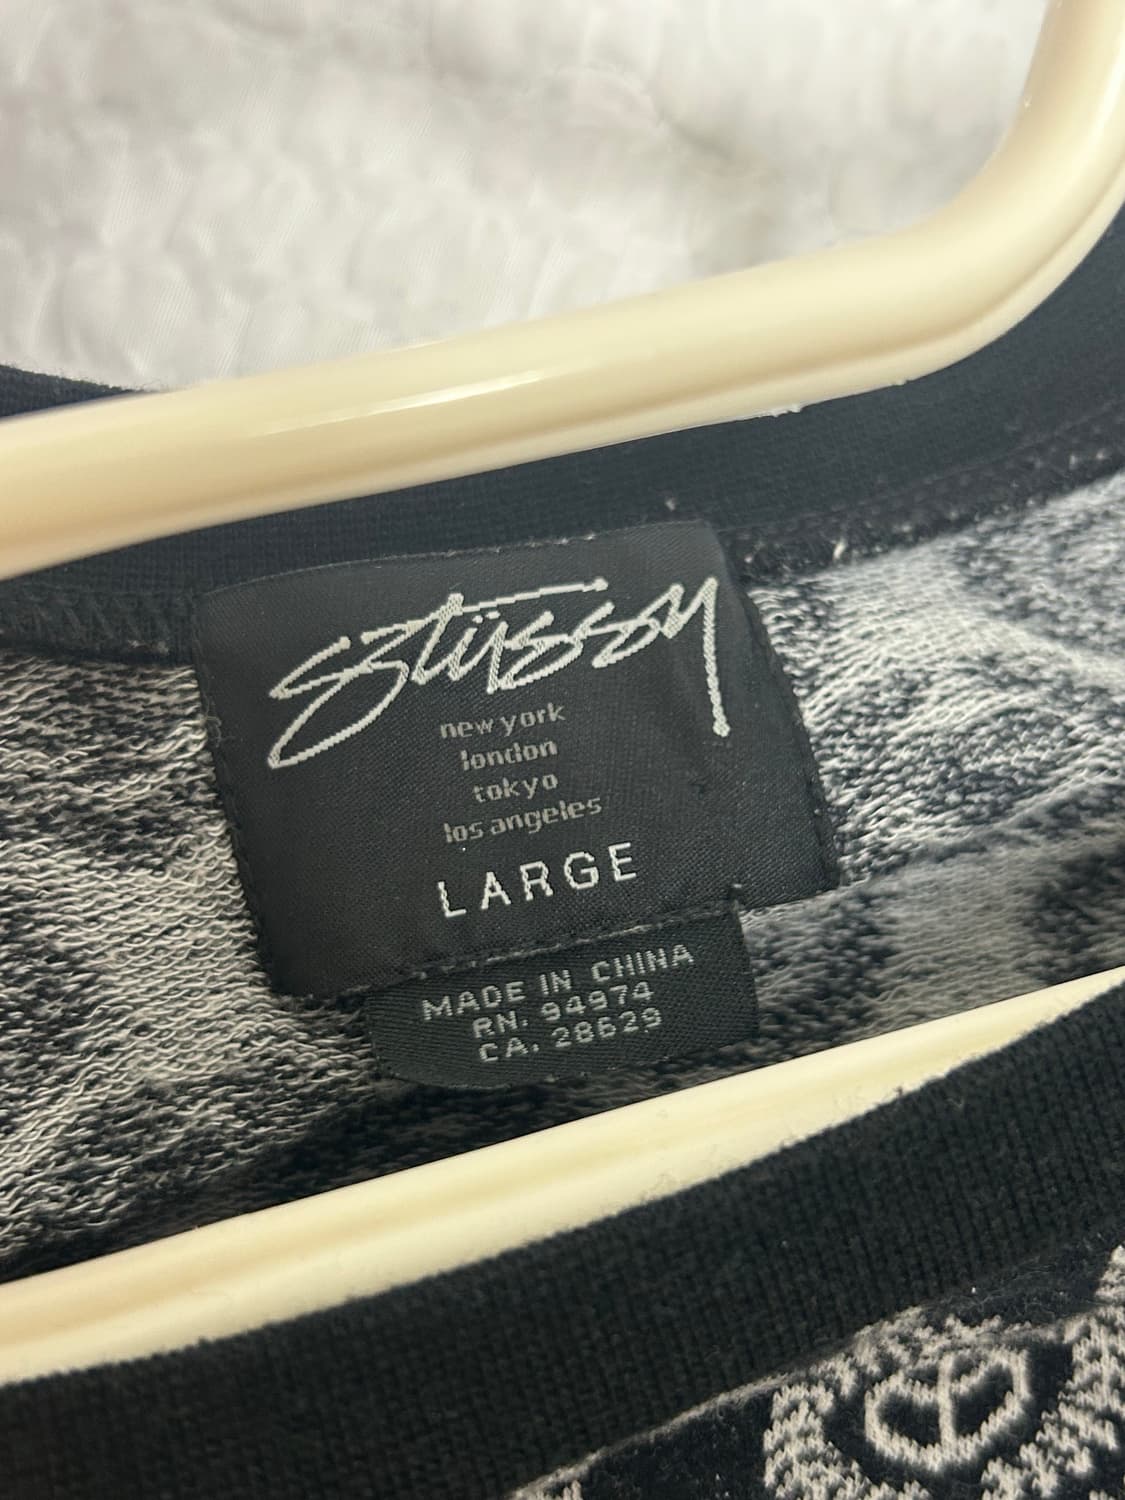 Stüssy
new york
london
tokyo
los angeles
LARGE
MADE IN CHINA
RN. 94974
CA. 28629